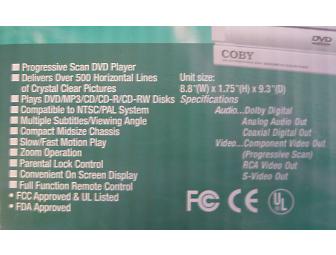 DVD
COBY
Progressive Scan DVD Player
Delivers Over 500 Horizontal Lines
of Crystal Clear Pictures
Plays DVD/MP3/CD/CD-R/CD-RW Disks
Compatible to NTSC/PAL System
Multiple Subtitles/Viewing Angle
Compact Midsize Chassis
Slow/Fast Motion Play
Zoom Operation
Parental Lock Control
Convenient On Screen Display
Full Function Remote Control
FCC Approved & UL Listed
FDA Approved
Unit size:
8.8"(W) x 1.75"(H) x 9.3"(D)
Specifications
Audio...Dolby Digital
Analog Audio Out
Coaxial Digital Out
Video...Component Video Out
(Progressive Scan)
RCA Video Out
S-Video Out
FC CE UL